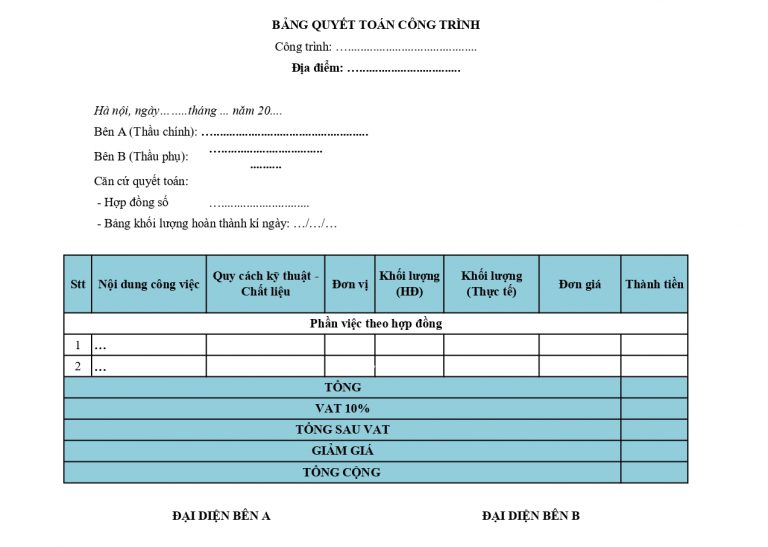 BẢNG QUYẾT TOÁN CÔNG TRÌNH
Công trình: …...........................................
Địa điểm: …..................................
Hà nội, ngày… ……tháng … năm 20….
Bên A (Thầu chính): …....................................................
Bên B (Thầu phụ): …..................................
..........
Căn cứ quyết toán:
- Hợp đồng số …..............................
- Bảng khối lượng hoàn thành kí ngày: …/…/…
Stt Nội dung công việc Quy cách kỹ thuật - Chất liệu Đơn vị Khối lượng (HĐ) Khối lượng (Thực tế) Đơn giá Thành tiền
Phần việc theo hợp đồng
1 …
2 …
TỔNG
VAT 10%
TỔNG SAU VAT
GIẢM GIÁ
TỔNG CỘNG
ĐẠI DIỆN BÊN A ĐẠI DIỆN BÊN B